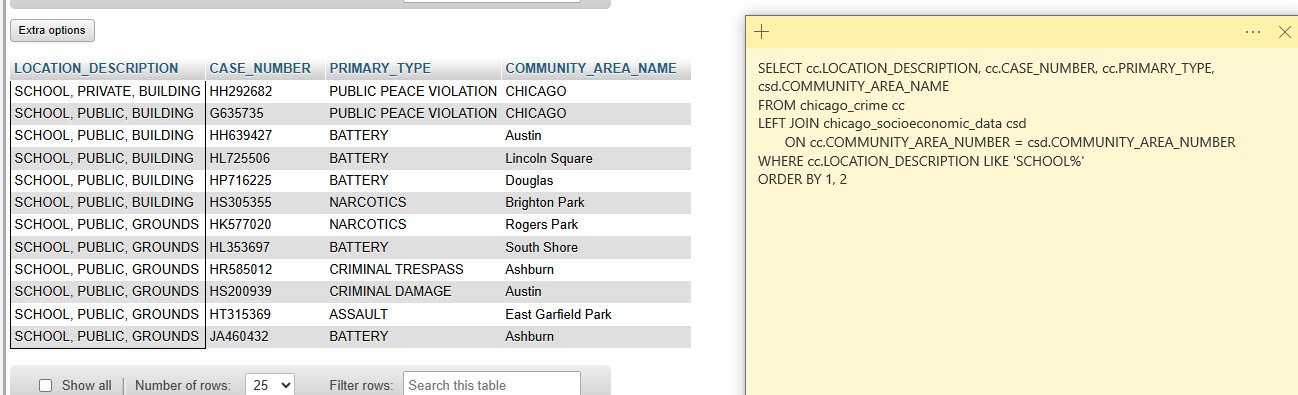 Extra options
LOCATION_DESCRIPTION CASE_NUMBER PRIMARY_TYPE COMMUNITY_AREA_NAME
SCHOOL, PRIVATE, BUILDING HH292682 PUBLIC PEACE VIOLATION CHICAGO
SCHOOL, PUBLIC, BUILDING G635735 PUBLIC PEACE VIOLATION CHICAGO
SCHOOL, PUBLIC, BUILDING HH639427 BATTERY Austin
SCHOOL, PUBLIC, BUILDING HL725506 BATTERY Lincoln Square
SCHOOL, PUBLIC, BUILDING HP716225 BATTERY Douglas
SCHOOL, PUBLIC, BUILDING HS305355 NARCOTICS Brighton Park
SCHOOL, PUBLIC, GROUNDS HK577020 NARCOTICS Rogers Park
SCHOOL, PUBLIC, GROUNDS HL353697 BATTERY South Shore
SCHOOL, PUBLIC, GROUNDS HR585012 CRIMINAL TRESPASS Ashburn
SCHOOL, PUBLIC, GROUNDS HS200939 CRIMINAL DAMAGE Austin
SCHOOL, PUBLIC, GROUNDS HT315369 ASSAULT East Garfield Park
SCHOOL, PUBLIC, GROUNDS JA460432 BATTERY Ashburn
Show all Number of rows: 25 Filter rows: Search this table
SELECT cc.LOCATION_DESCRIPTION, cc.CASE_NUMBER, cc.PRIMARY_TYPE,
csd.COMMUNITY_AREA_NAME
FROM chicago_crime cc
LEFT JOIN chicago_socioeconomic_data csd
ON cc.COMMUNITY_AREA_NUMBER = csd.COMMUNITY_AREA_NUMBER
WHERE cc.LOCATION_DESCRIPTION LIKE 'SCHOOL%'
ORDER BY 1, 2